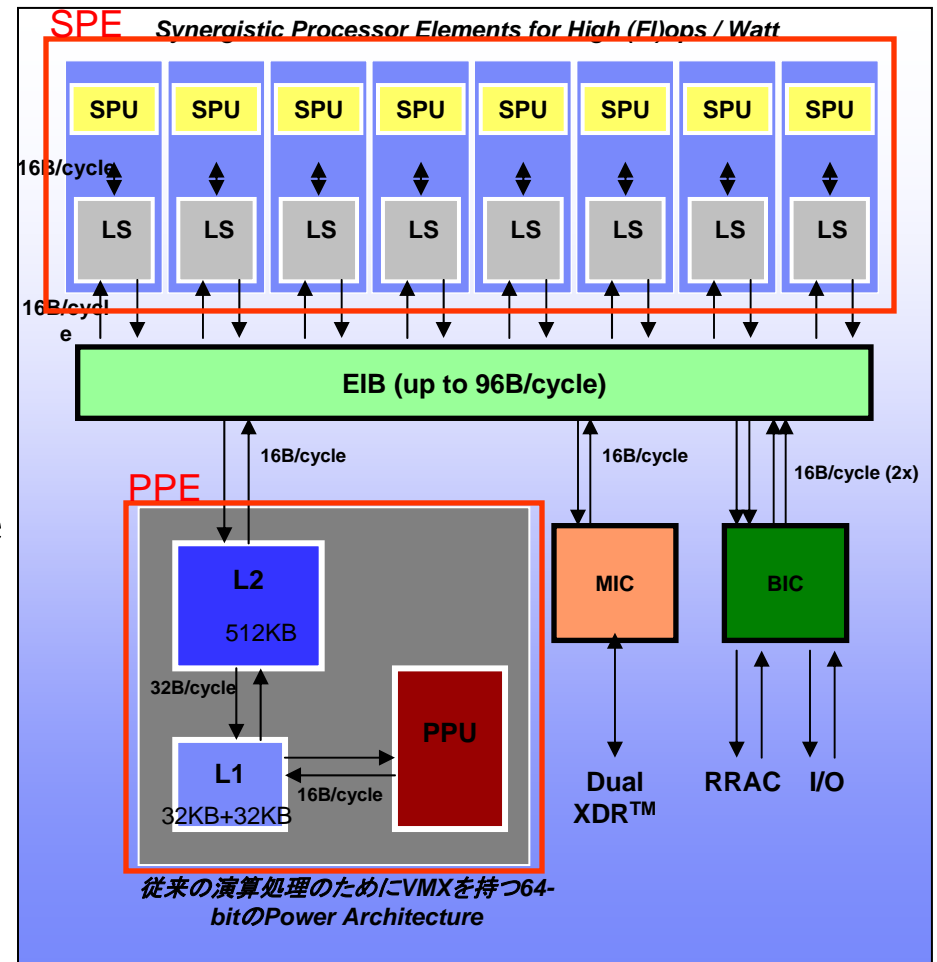 SPE
Synergistic Processor Elements for High (Fl)ops / Watt
SPU SPU SPU SPU SPU SPU SPU SPU
16B/cycle
LS LS LS LS LS LS LS LS
16B/cycl
e
EIB (up to 96B/cycle)
16B/cycle 16B/cycle 16B/cycle (2x)
PPE
e
L2
512KB
MIC BIC
32B/cycle
PPU
L1
32KB+32KB
16B/cycle
Dual
XDR™
RRAC I/O
従来の演算処理のためにVMXを持つ64-
bitのPower Architecture